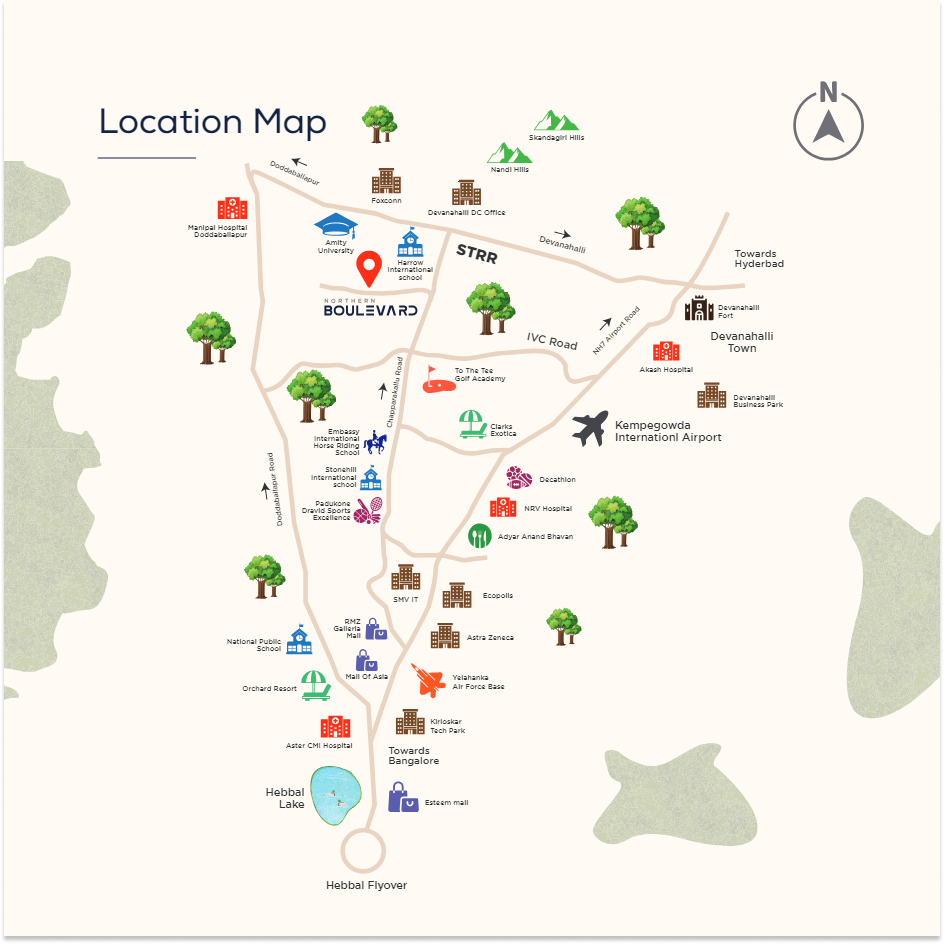 N
Location Map
Skandagiri Hills
Nandi Hills
Doddaballapur
Foxconn
Devanahalli DC Office
Manipal Hospital
Doddaballapur
Amity
University
Harrow
International
school
STRR
Devanahalli
Towards
Hyderbad
NORTHERN
BOULEVARD
Devanahalli
Fort
NH7 Airport Road
IVC Road
Devanahalli
Town
Akash Hospital
To The Tee
Golf Academy
Chapparakallu Road
Devanahalli
Business Park
Clarks
Exotica
Kempegowda
Internationl Airport
Embassy
International
Horse Riding
School
Stonehill
International
school
Decathlon
Doddaballapur Road
Padukone
Dravid Sports
Excellence
NRV Hospital
Adyar Anand Bhavan
SMV IT
Ecopolis
RMZ
Galleria
Mall
Astra Zeneca
National Public
School
Mall Of Asia
Yelahanka
Air Force Base
Orchard Resort
Kirloskar
Tech Park
Aster CMI Hospital
Towards
Bangalore
Hebbal
Lake
Esteem mall
Hebbal Flyover